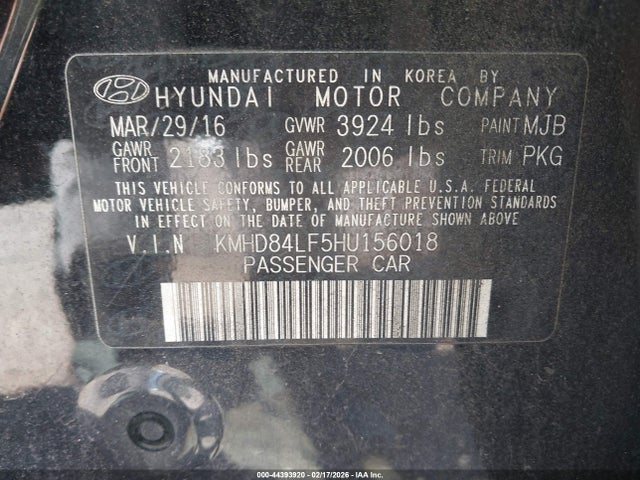 MANUFACTURED IN KOREA BY
HYUNDAI MOTOR COMPANY
MAR/29/16 GVWR 3924 lbs PAINT MJB
GAWR FRONT 2183 lbs GAWR REAR 2006 lbs TRIM PKG
THIS VEHICLE CONFORMS TO ALL APPLICABLE U.S.A. FEDERAL
MOTOR VEHICLE SAFETY, BUMPER, AND THEFT PREVENTION STANDARDS
IN EFFECT ON THE DATE OF MANUFACTURE SHOWN ABOVE
V.I.N KMHD84LF5HU156018
PASSENGER CAR
000-44393920 - 02/17/2026 - IAA Inc.